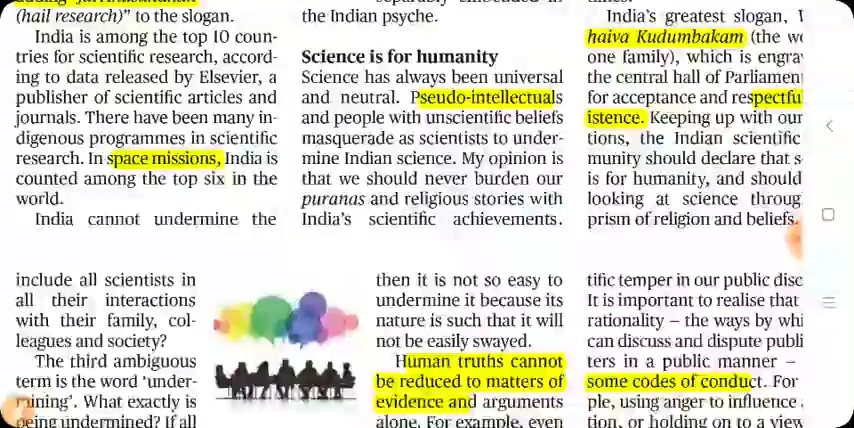 (hail research)” to the slogan.
India is among the top 10 coun-
tries for scientific research, accord-
ing to data released by Elsevier, a
publisher of scientific articles and
journals. There have been many in-
digenous programmes in scientific
research. In space missions, India is
counted among the top six in the
world.
India cannot undermine the
the Indian psyche.
Science is for humanity
Science has always been universal
and neutral. Pseudo-intellectuals
and people with unscientific beliefs
masquerade as scientists to under-
mine Indian science. My opinion is
that we should never burden our
puranas and religious stories with
India’s scientific achievements.
India’s greatest slogan,
haiva Kudumbakam (the
one family), which is
the central hall of
for acceptance and
istence. Keeping up with our
tions, the Indian scientific
munity should declare that
is for humanity, and should
looking at science
prism of religion and beliefs.
include all scientists in
all their interactions
with their family, col-
leagues and society?
The third ambiguous
term is the word ‘under-
mining’. What exactly is
being undermined? If all
then it is not so easy to
undermine it because its
nature is such that it will
not be easily swayed.
Human truths cannot
be reduced to matters of
evidence and arguments
alone. For example, even
tific temper in our public
It is important to realise that
rationality – the ways by
can discuss and dispute
ters in a public manner –
some codes of conduct. For
ple, using anger to influence
tion, or holding on to a view